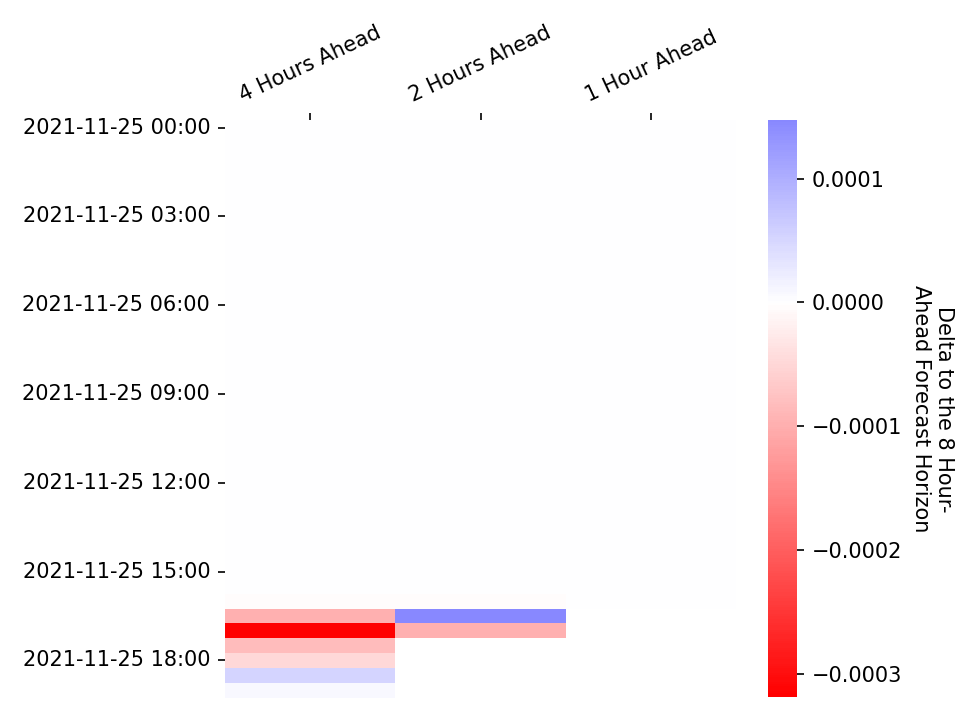 4 Hours Ahead
2 Hours Ahead
1 Hour Ahead
2021-11-25 00:00
2021-11-25 03:00
2021-11-25 06:00
2021-11-25 09:00
2021-11-25 12:00
2021-11-25 15:00
2021-11-25 18:00
0.0001
0.0000
−0.0001
−0.0002
−0.0003
Delta to the 8 Hour-
Ahead Forecast Horizon